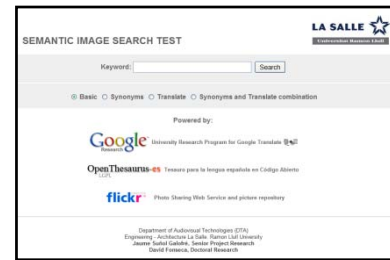 LA SALLE
Universitat Ramon Llull
SEMANTIC IMAGE SEARCH TEST
Keyword: Search
Basic Synonyms Translate Synonyms and Translate combination
Powered by:
Google Research University Research Program for Google Translate
OpenThesaurus-es LGPL Tesauro para la lengua española en Código Abierto
flickr Photo Sharing Web Service and picture repository
Department of Audiovisual Technologies (DTA)
Engineering - Architecture La Salle. Ramon Llull University
Jaume Duran, Senior Project Research
David Fonseca, Doctoral Research